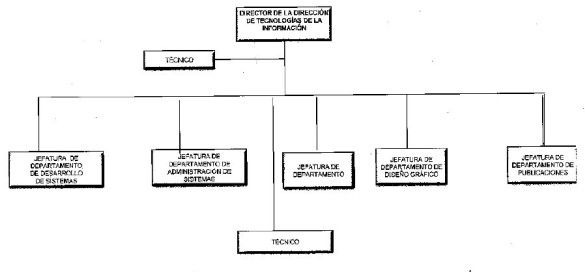 DIRECTOR DE LA DIRECCIÓN
DE TECNOLOGÍAS DE LA
INFORMACIÓN
TÉCNICO
JEFATURA DE
DEPARTAMENTO
DE DESARROLLO
DE SISTEMAS
JEFATURA DE
DEPARTAMENTO DE
ADMINISTRACIÓN DE
SISTEMAS
JEFATURA DE
DEPARTAMENTO
JEFATURA DE
DEPARTAMENTO DE
DISEÑO GRÁFICO
JEFATURA DE
DEPARTAMENTO DE
PUBLICACIONES
TÉCNICO